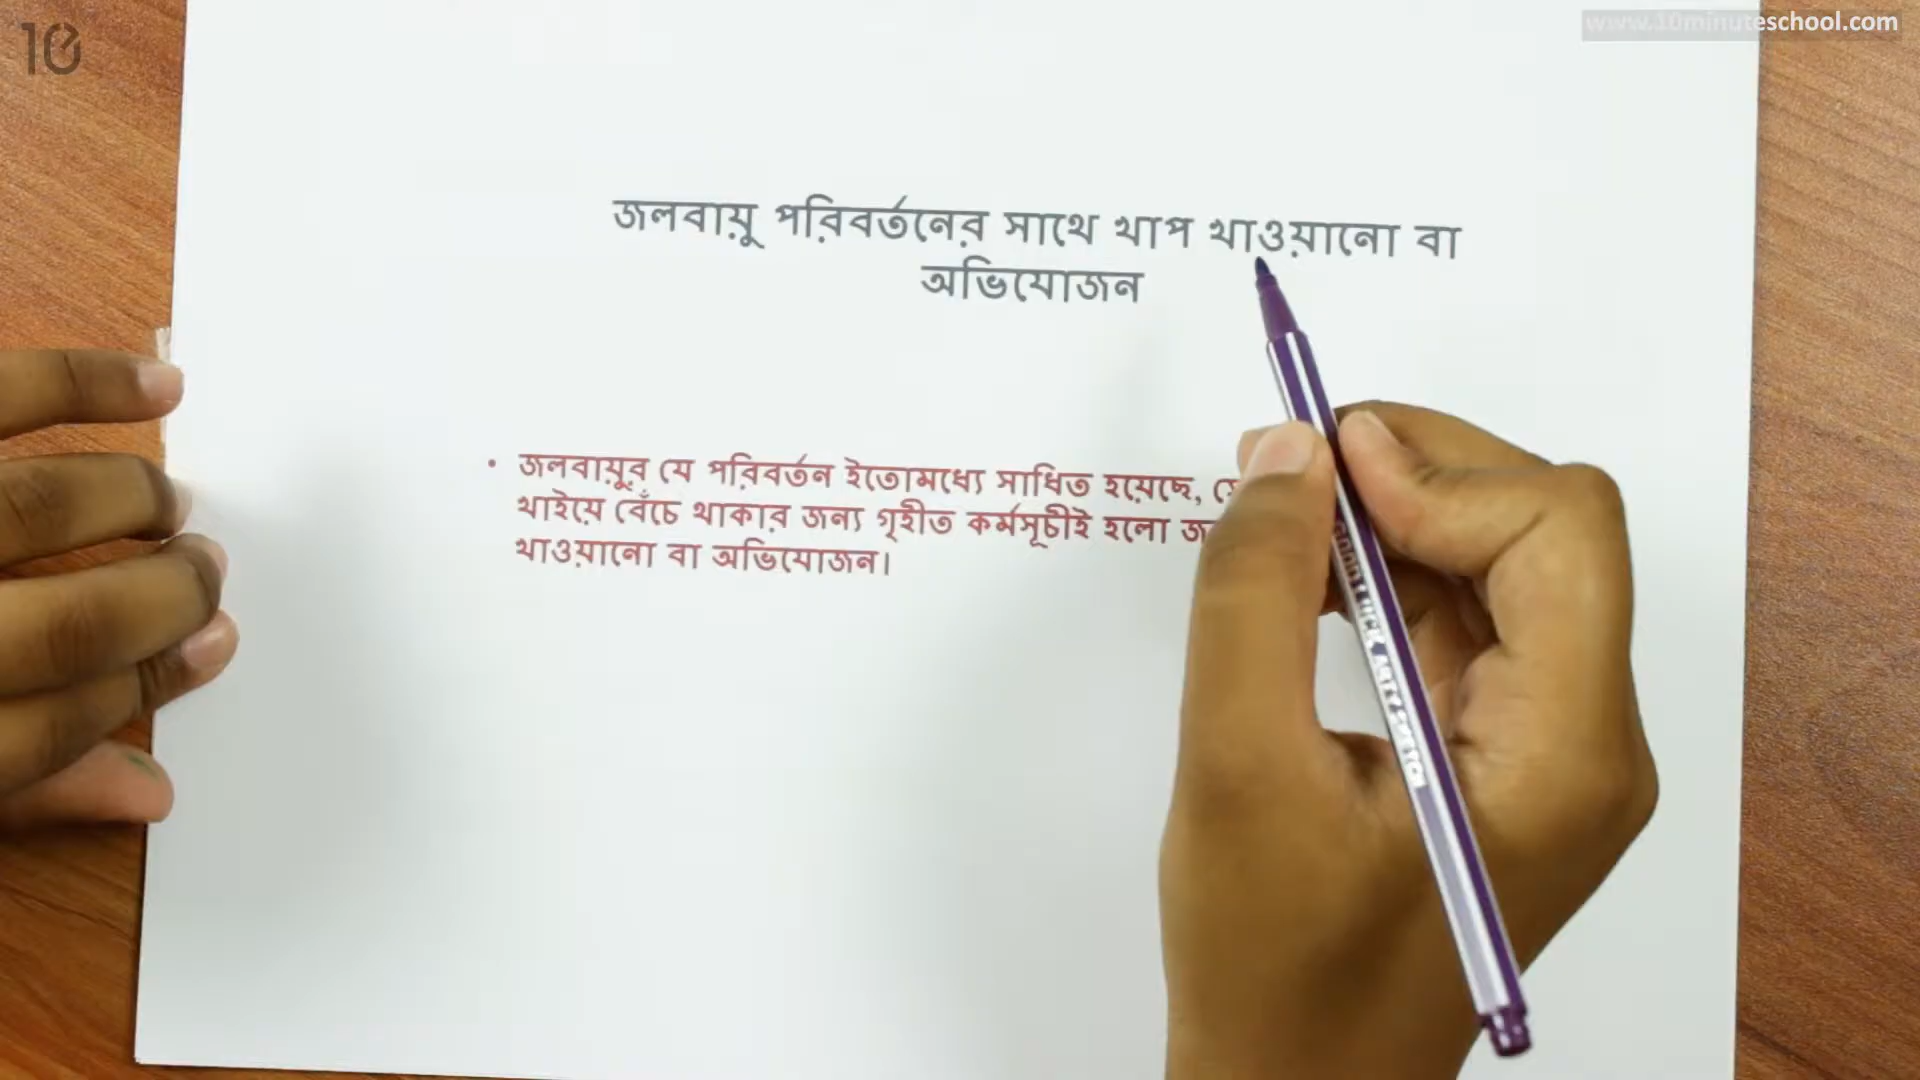 10
www.10minuteschool.com
জলবায়ু পরিবর্তনের সাথে খাপ খাওয়ানো বা
অভিযোজন
• জলবায়ুর যে পরিবর্তন ইতোমধ্যে সাধিত হয়েছে,
খাইয়ে বেঁচে থাকার জন্য গৃহীত কর্মসূচীই হলো
খাওয়ানো বা অভিযোজন।